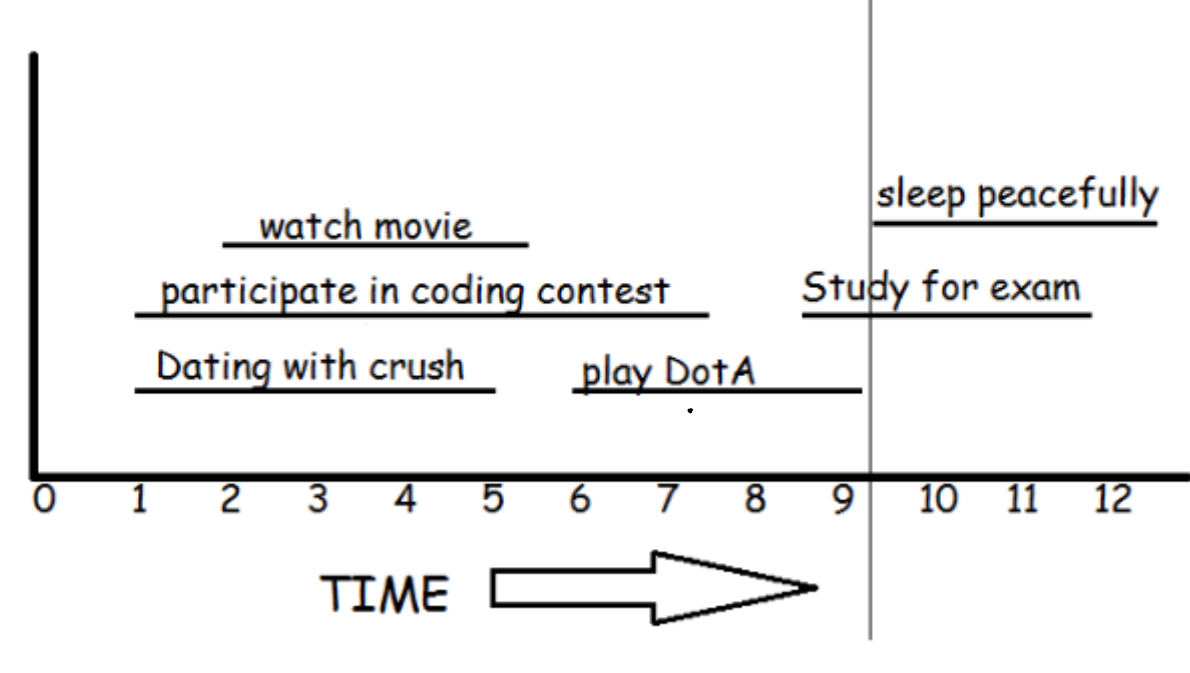 sleep peacefully
watch movie
participate in coding contest
Study for exam
Dating with crush
play DotA
0 1 2 3 4 5 6 7 8 9 10 11 12
TIME